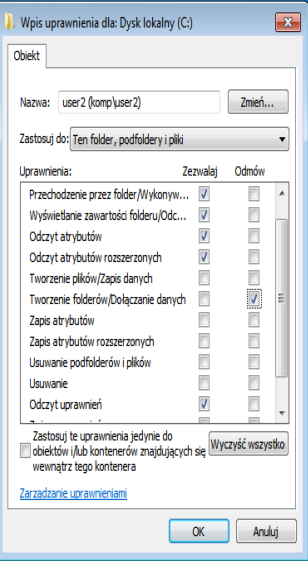 Wpis uprawnienia dla: Dysk lokalny (C:)
Obiekt
Nazwa: user2 (komp\user2) Zmień...
Zastosuj do: Ten folder, podfoldery i pliki
Uprawnienia: Zezwalaj Odmów
Przechodzenie przez folder/Wykonyw...
Wyświetlanie zawartości folderu/Odc...
Odczyt atrybutów
Odczyt atrybutów rozszerzonych
Tworzenie plików/Zapis danych
Tworzenie folderów/Dołączanie danych
Zapis atrybutów
Zapis atrybutów rozszerzonych
Usuwanie podfolderów i plików
Usuwanie
Odczyt uprawnień
Zastosuj te uprawnienia jedynie do
obiektów i/lub kontenerów znajdujących się
wewnątrz tego kontenera
Wyczyść wszystko
Zarządzanie uprawnieniami
OK Anuluj